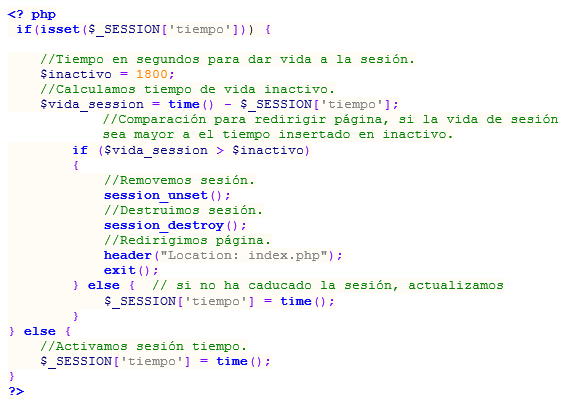 <? php
if(isset($_SESSION['tiempo'])) {
//Tiempo en segundos para dar vida a la sesión.
$inactivo = 1800;
//Calculamos tiempo de vida inactivo.
$vida_session = time() - $_SESSION['tiempo'];
//Comparación para redirigir página, si la vida de sesión
sea mayor a el tiempo insertado en inactivo.
if ($vida_session > $inactivo)
{
//Removemos sesión.
session_unset();
//Destruimos sesión.
session_destroy();
//Redirigimos página.
header("Location: index.php");
exit();
} else {  // si no ha caducado la sesión, actualizamos
$_SESSION['tiempo'] = time();
}
} else {
//Activamos sesión tiempo.
$_SESSION['tiempo'] = time();
}
?>